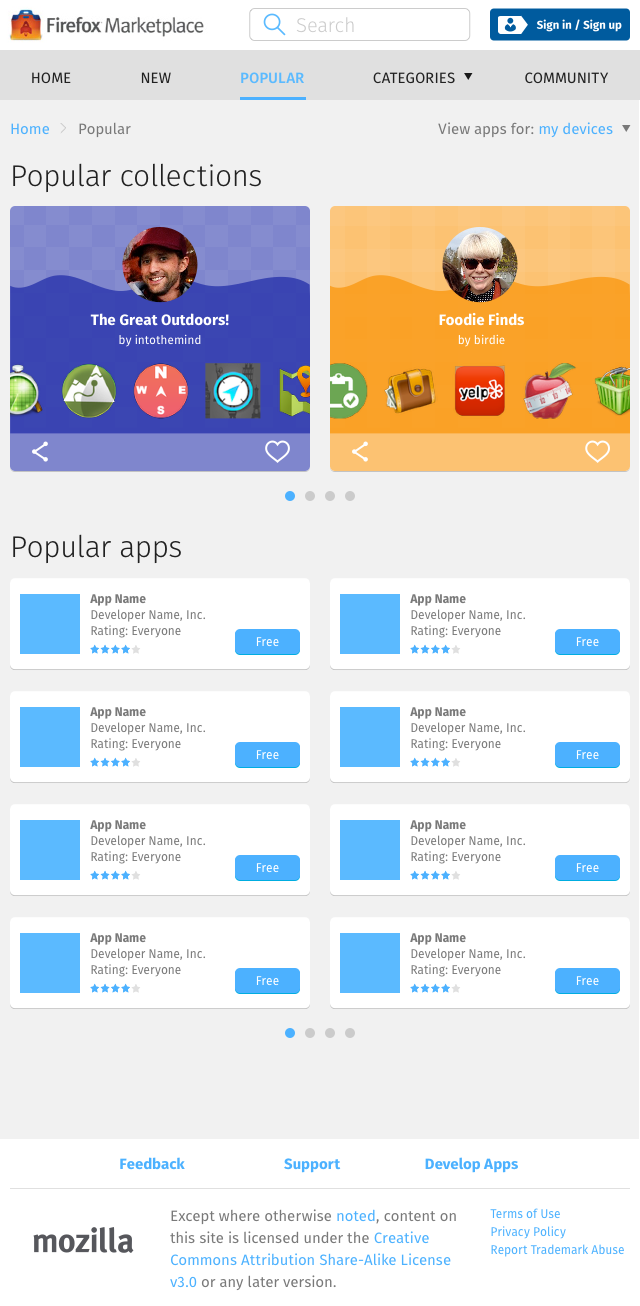 Firefox Marketplace
Search
Sign in / Sign up
HOME NEW POPULAR CATEGORIES COMMUNITY
Home Popular
View apps for: my devices
Popular collections
The Great Outdoors!
by intothemind
N
W E
S
Foodie Finds
by birdie
yelp
Popular apps
App Name
Developer Name, Inc.
Rating: Everyone
Free
App Name
Developer Name, Inc.
Rating: Everyone
Free
App Name
Developer Name, Inc.
Rating: Everyone
Free
App Name
Developer Name, Inc.
Rating: Everyone
Free
App Name
Developer Name, Inc.
Rating: Everyone
Free
App Name
Developer Name, Inc.
Rating: Everyone
Free
App Name
Developer Name, Inc.
Rating: Everyone
Free
App Name
Developer Name, Inc.
Rating: Everyone
Free
Feedback Support Develop Apps
mozilla
Except where otherwise noted, content on
this site is licensed under the Creative
Commons Attribution Share-Alike License
v3.0 or any later version.
Terms of Use
Privacy Policy
Report Trademark Abuse